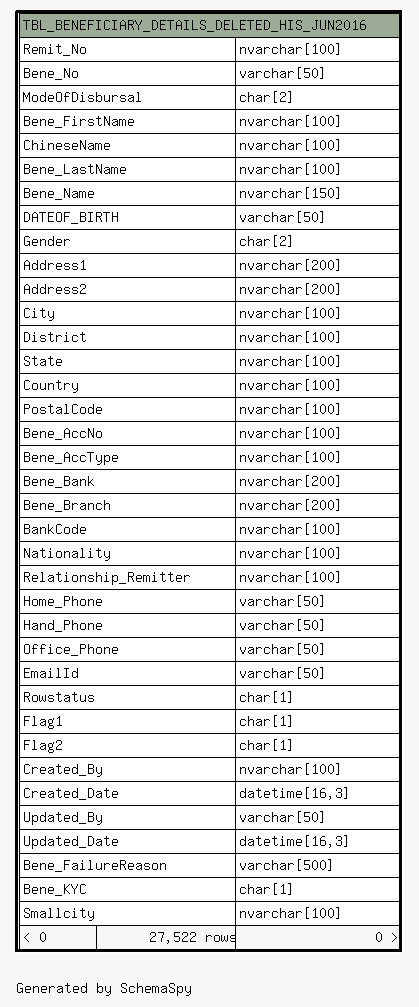 TBL_BENEFICIARY_DETAILS_DELETED_HIS_JUN2016
Remit_No nvarchar[100]
Bene_No varchar[50]
ModeOfDisbursal char[2]
Bene_FirstName nvarchar[100]
ChineseName nvarchar[100]
Bene_LastName nvarchar[100]
Bene_Name nvarchar[150]
DATEOF_BIRTH varchar[50]
Gender char[2]
Address1 nvarchar[200]
Address2 nvarchar[200]
City nvarchar[100]
District nvarchar[100]
State nvarchar[100]
Country nvarchar[100]
PostalCode nvarchar[100]
Bene_AccNo nvarchar[100]
Bene_AccType nvarchar[100]
Bene_Bank nvarchar[200]
Bene_Branch nvarchar[200]
BankCode nvarchar[100]
Nationality nvarchar[100]
Relationship_Remitter nvarchar[100]
Home_Phone varchar[50]
Hand_Phone varchar[50]
Office_Phone varchar[50]
EmailId varchar[50]
Rowstatus char[1]
Flag1 char[1]
Flag2 char[1]
Created_By nvarchar[100]
Created_Date datetime[16,3]
Updated_By varchar[50]
Updated_Date datetime[16,3]
Bene_FailureReason varchar[500]
Bene_KYC char[1]
Smallcity nvarchar[100]
< 0 27,522 rows 0 >
Generated by SchemaSpy